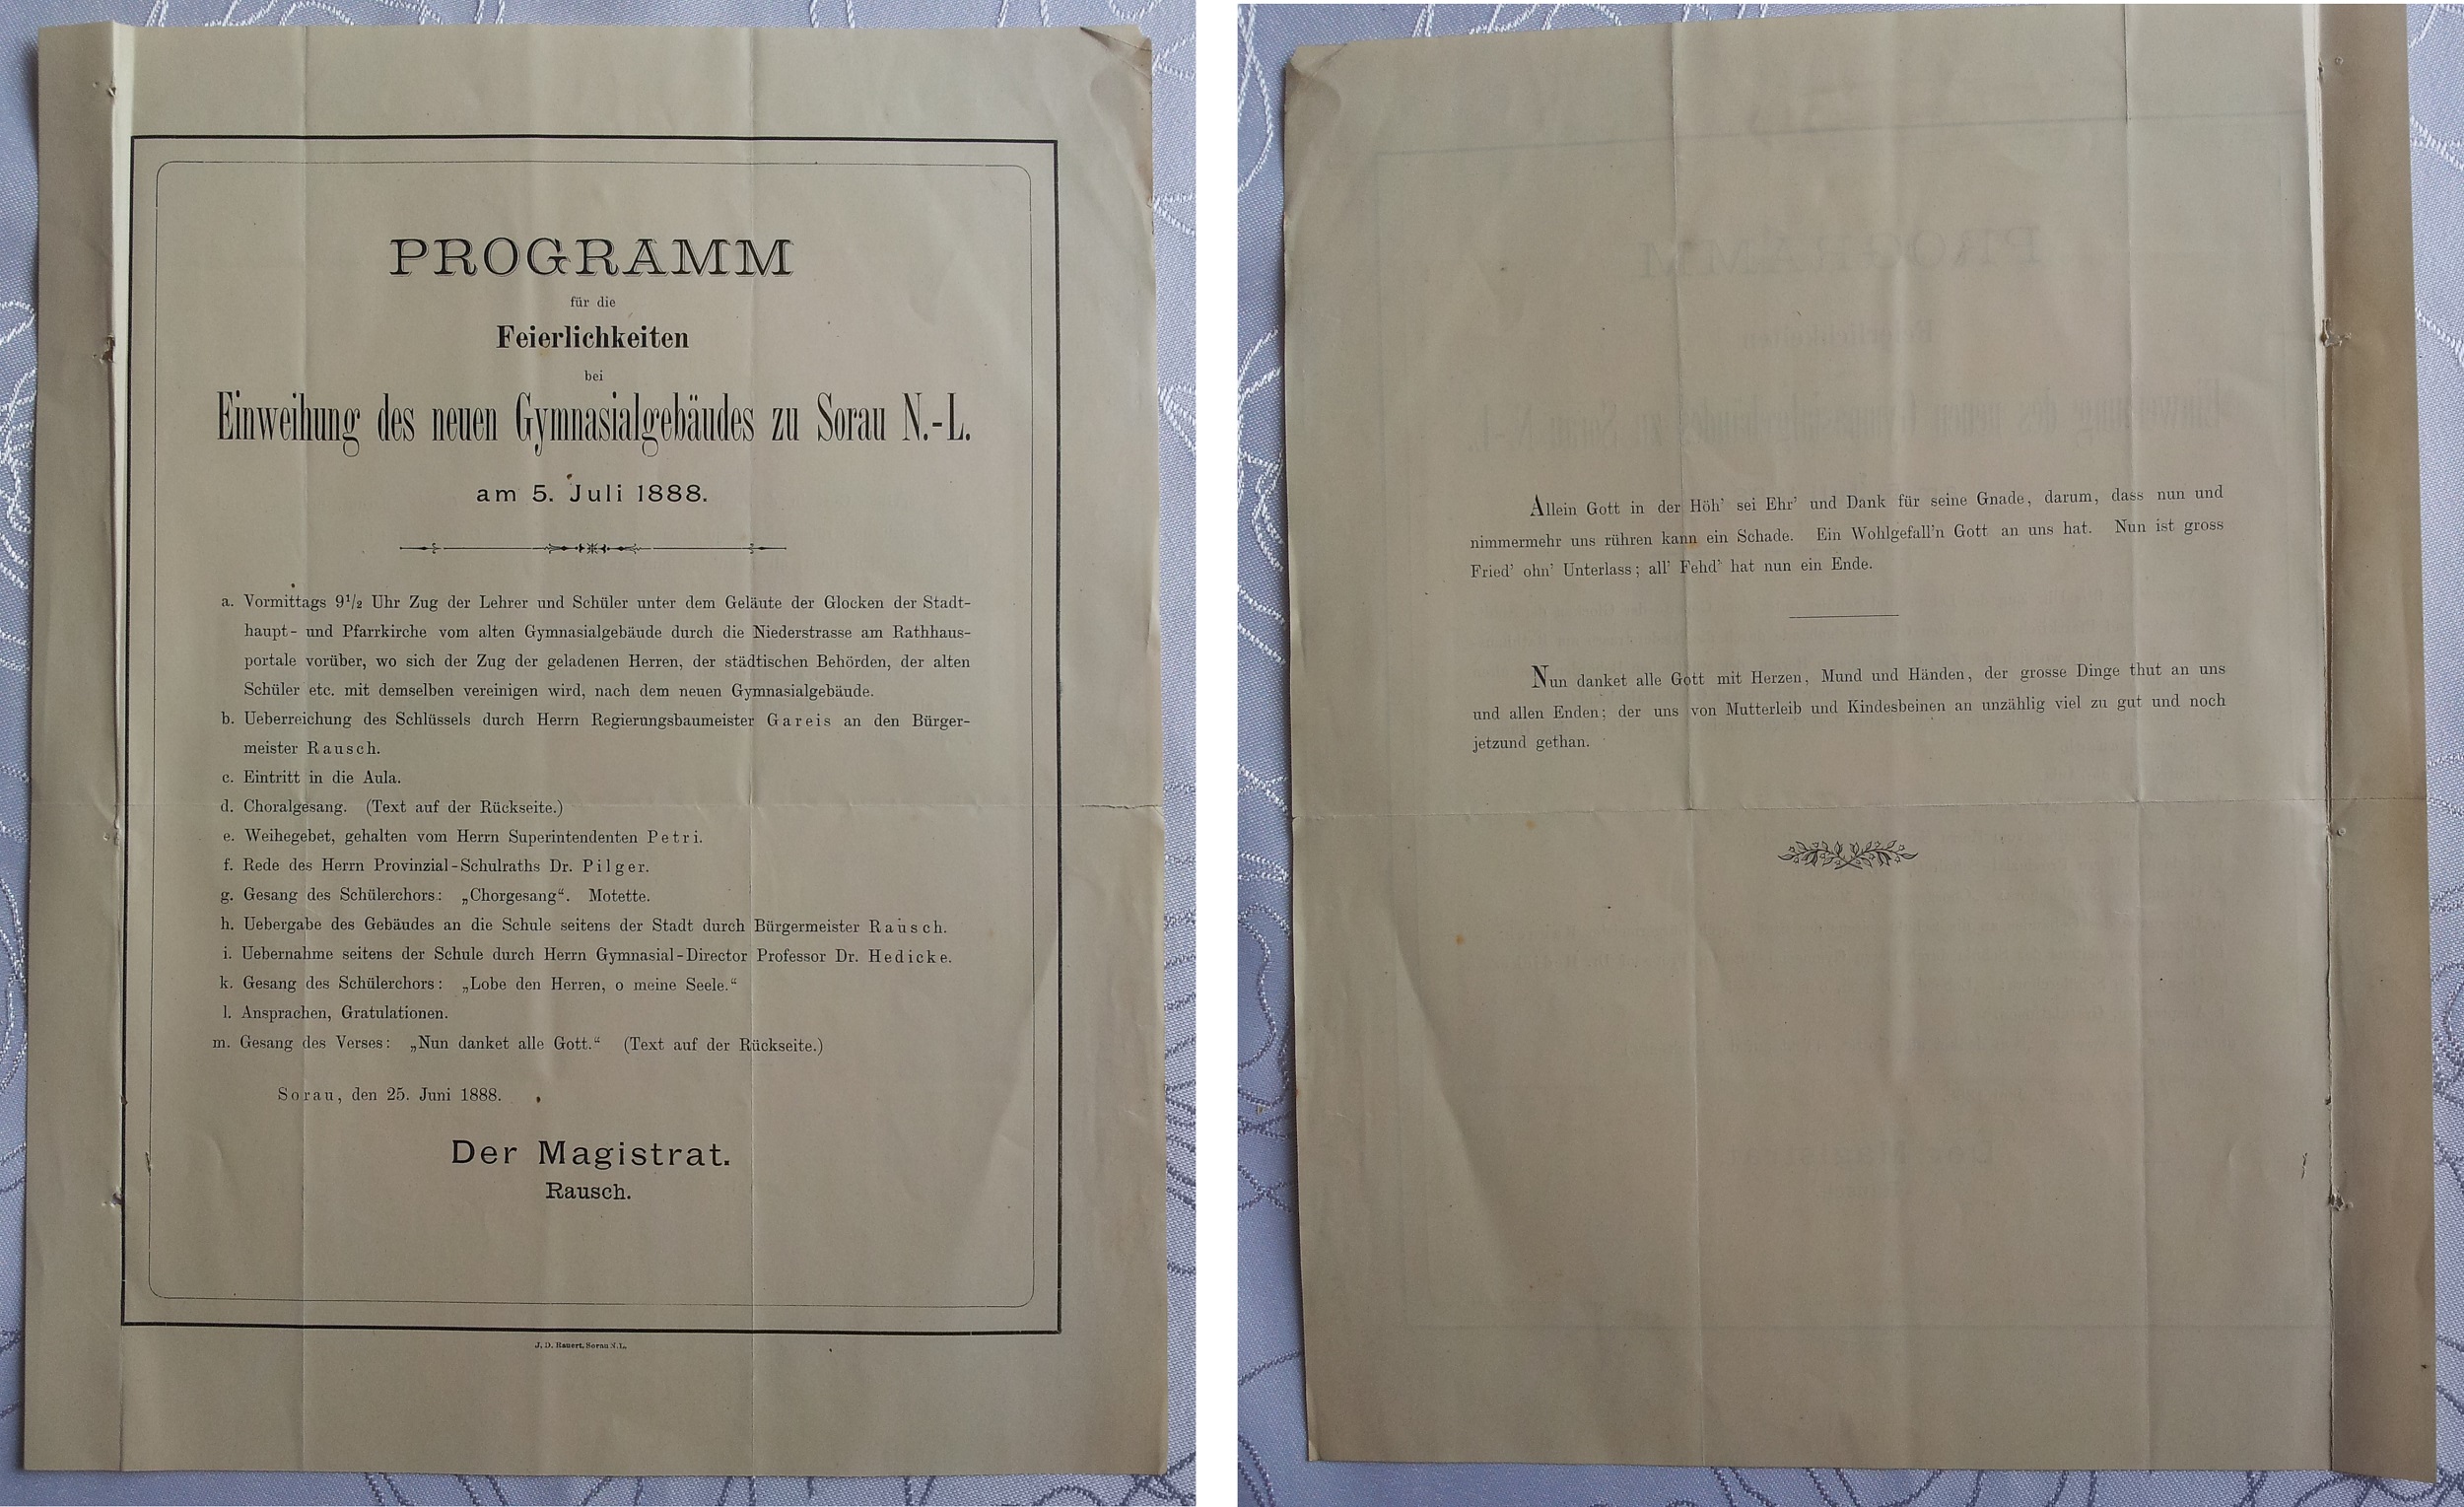 PROGRAMM
für die
Feierlichkeiten
bei
Einweihung des neuen Gymnasialgebäudes zu Sorau N.-L.
am 5. Juli 1888.
a. Vormittags 9½ Uhr Zug der Lehrer und Schüler unter dem Geläute der Glocken der Stadt-
haupt- und Pfarrkirche vom alten Gymnasialgebäude durch die Niederstrasse am Rathhaus-
portale vorüber, wo sich der Zug der geladenen Herren, der städtischen Behörden, der alten
Schüler etc. mit demselben vereinigen wird, nach dem neuen Gymnasialgebäude.
b. Ueberreichung des Schlüssels durch Herrn Regierungsbaumeister Gareis an den Bürger-
meister Rausch.
c. Eintritt in die Aula.
d. Choralgesang. (Text auf der Rückseite.)
e. Weihegebet, gehalten vom Herrn Superintendenten Petri.
f. Rede des Herrn Provinzial-Schulraths Dr. Pilger.
g. Gesang des Schülerchors: „Chorgesang“. Motette.
h. Uebergabe des Gebäudes an die Schule seitens der Stadt durch Bürgermeister Rausch.
i. Uebernahme seitens der Schule durch Herrn Gymnasial-Director Professor Dr. Hedicke.
k. Gesang des Schülerchors: „Lobe den Herren, o meine Seele.“
l. Ansprachen, Gratulationen.
m. Gesang des Verses: „Nun danket alle Gott.“ (Text auf der Rückseite.)
Sorau, den 25. Juni 1888.
Der Magistrat.
Rausch.
J. D. Rauert, Sorau N.L.
Allein Gott in der Höh' sei Ehr' und Dank für seine Gnade, darum, dass nun und
nimmermehr uns rühren kann ein Schade. Ein Wohlgefall'n Gott an uns hat. Nun ist gross
Fried' ohn' Unterlass; all' Fehd' hat nun ein Ende.
Nun danket alle Gott mit Herzen, Mund und Händen, der grosse Dinge thut an uns
und allen Enden; der uns von Mutterleib und Kindesbeinen an unzählig viel zu gut und noch
jetzund gethan.